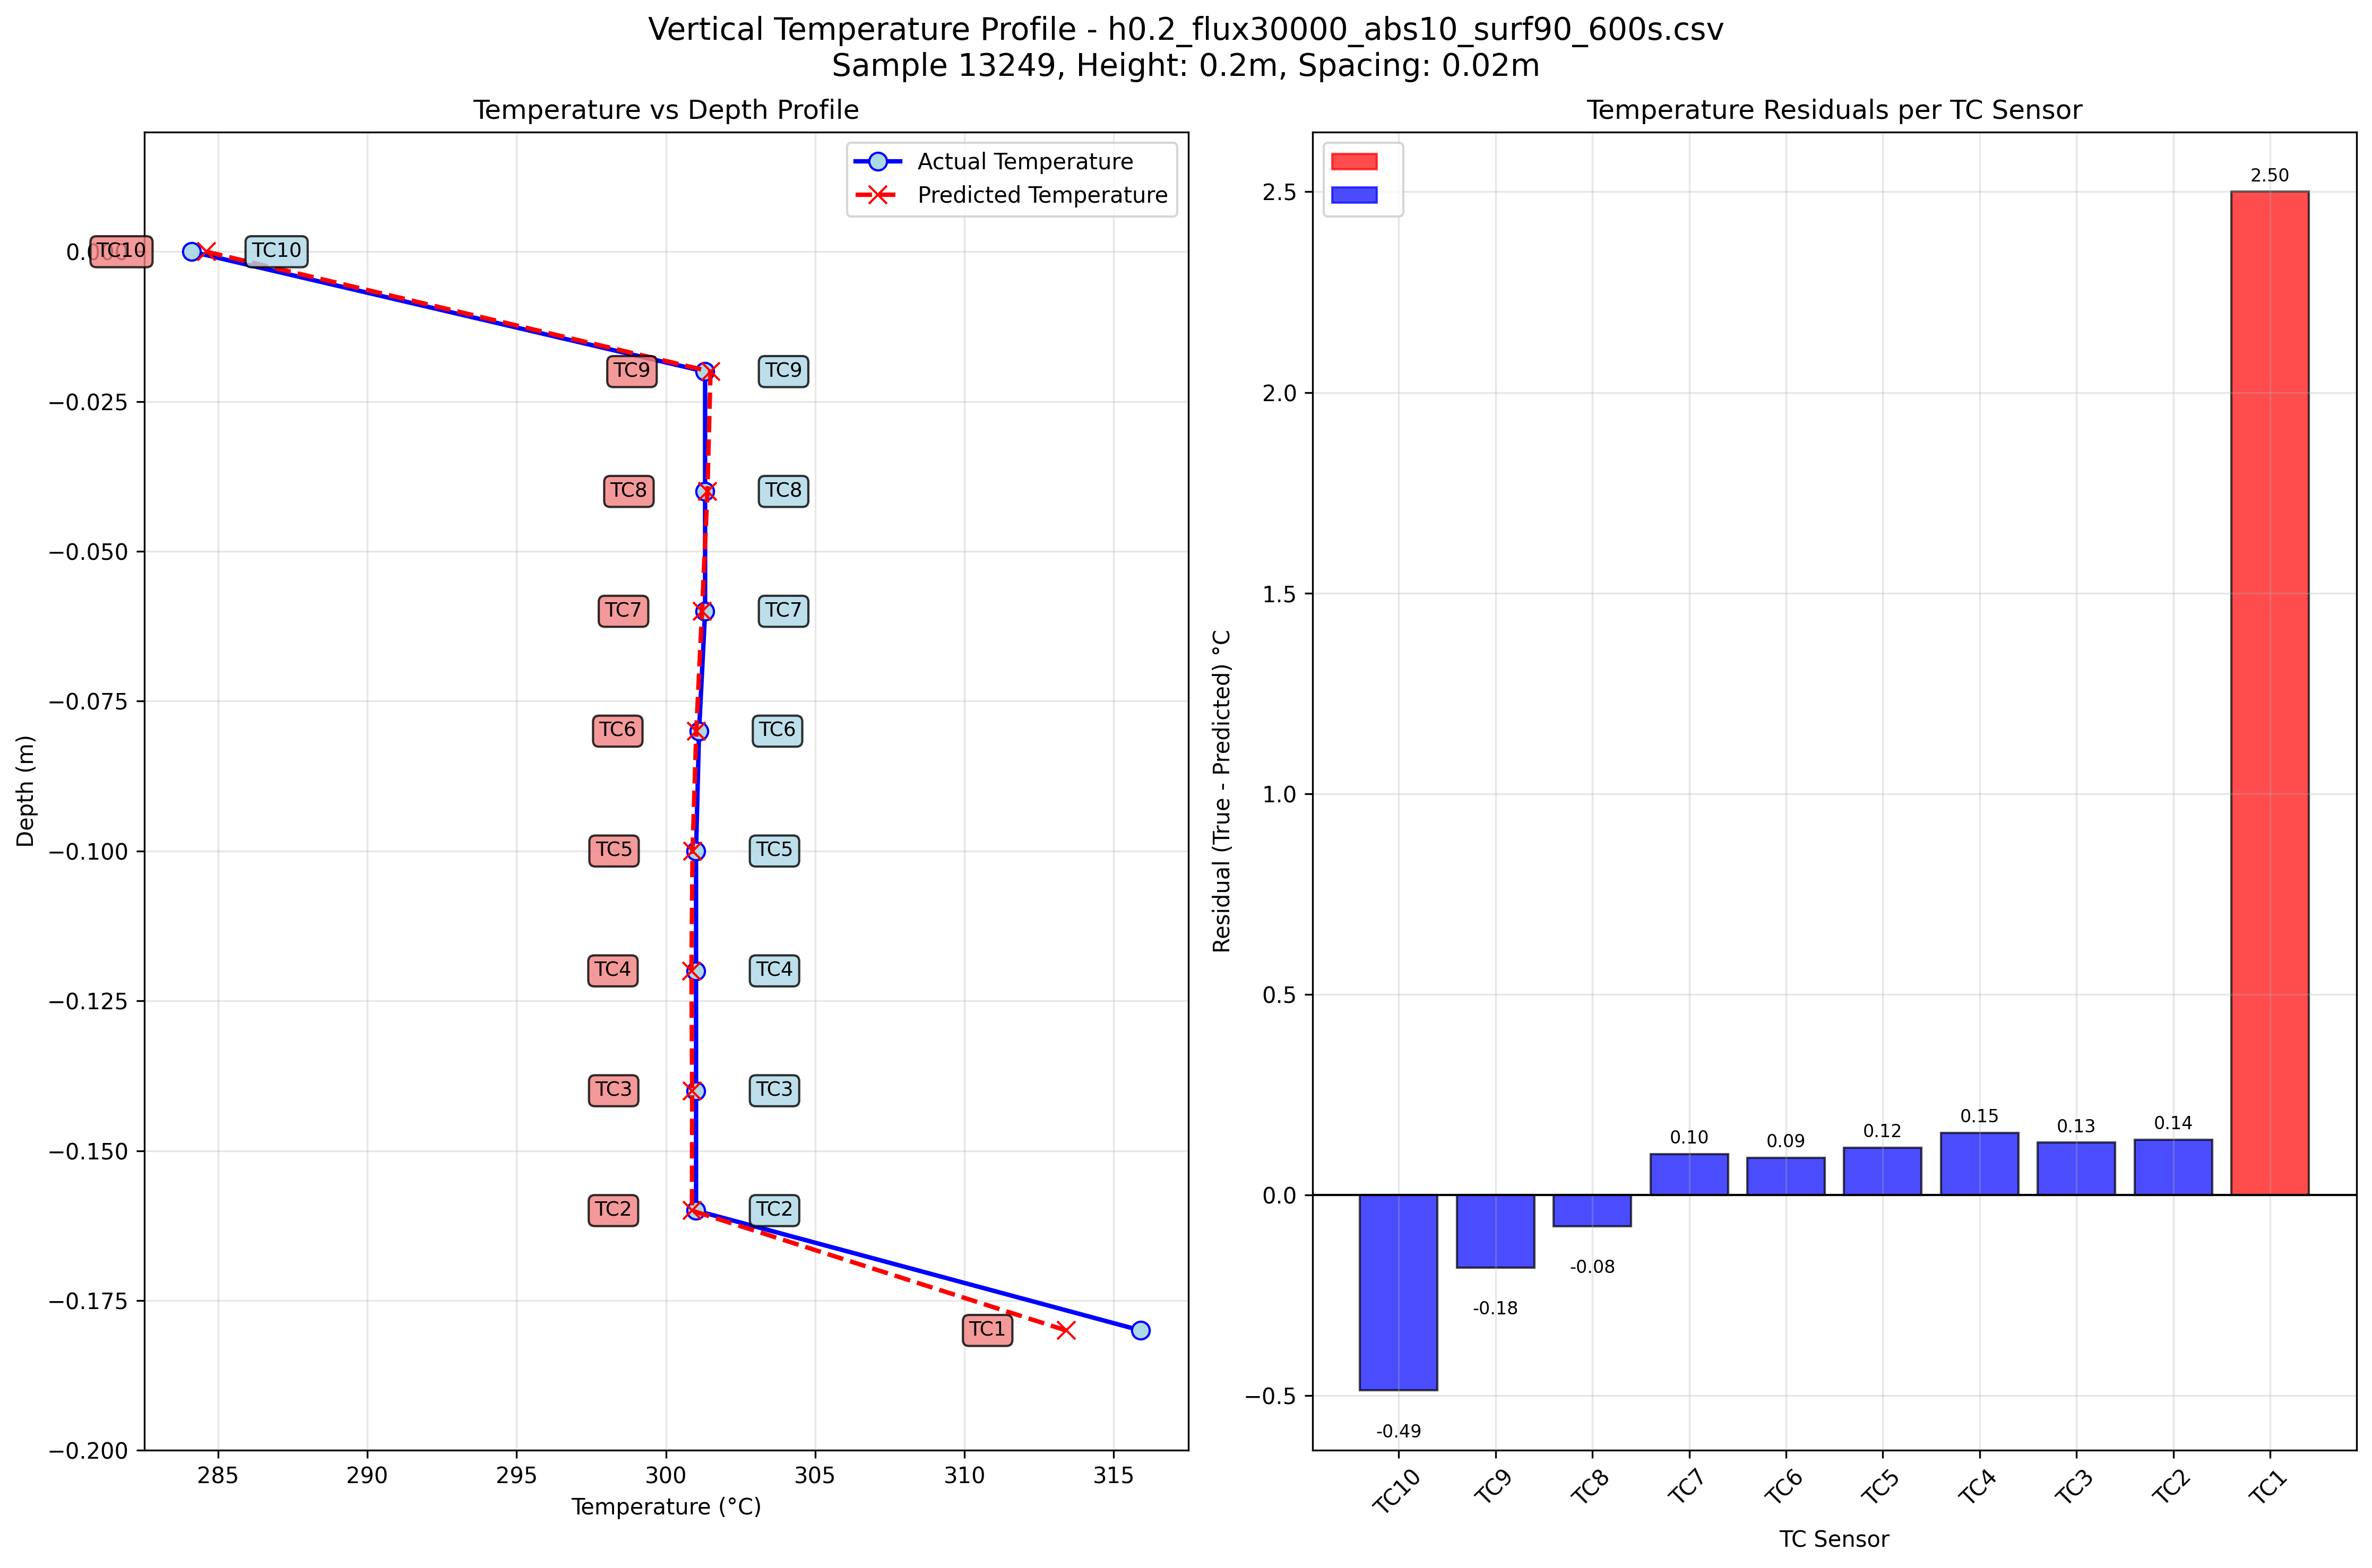 Vertical Temperature Profile - h0.2_flux30000_abs10_surf90_600s.csv
Sample 13249, Height: 0.2m, Spacing: 0.02m
Temperature vs Depth Profile
Actual Temperature
Predicted Temperature
TC10
TC10
TC9
TC9
TC8
TC8
TC7
TC7
TC6
TC6
TC5
TC5
TC4
TC4
TC3
TC3
TC2
TC2
TC1
0.000
−0.025
−0.050
−0.075
−0.100
−0.125
−0.150
−0.175
−0.200
Depth (m)
285
290
295
300
305
310
315
Temperature (°C)
Temperature Residuals per TC Sensor
2.5
2.0
1.5
1.0
0.5
0.0
−0.5
Residual (True - Predicted) °C
-0.49
-0.18
-0.08
0.10
0.09
0.12
0.15
0.13
0.14
2.50
TC10
TC9
TC8
TC7
TC6
TC5
TC4
TC3
TC2
TC1
TC Sensor